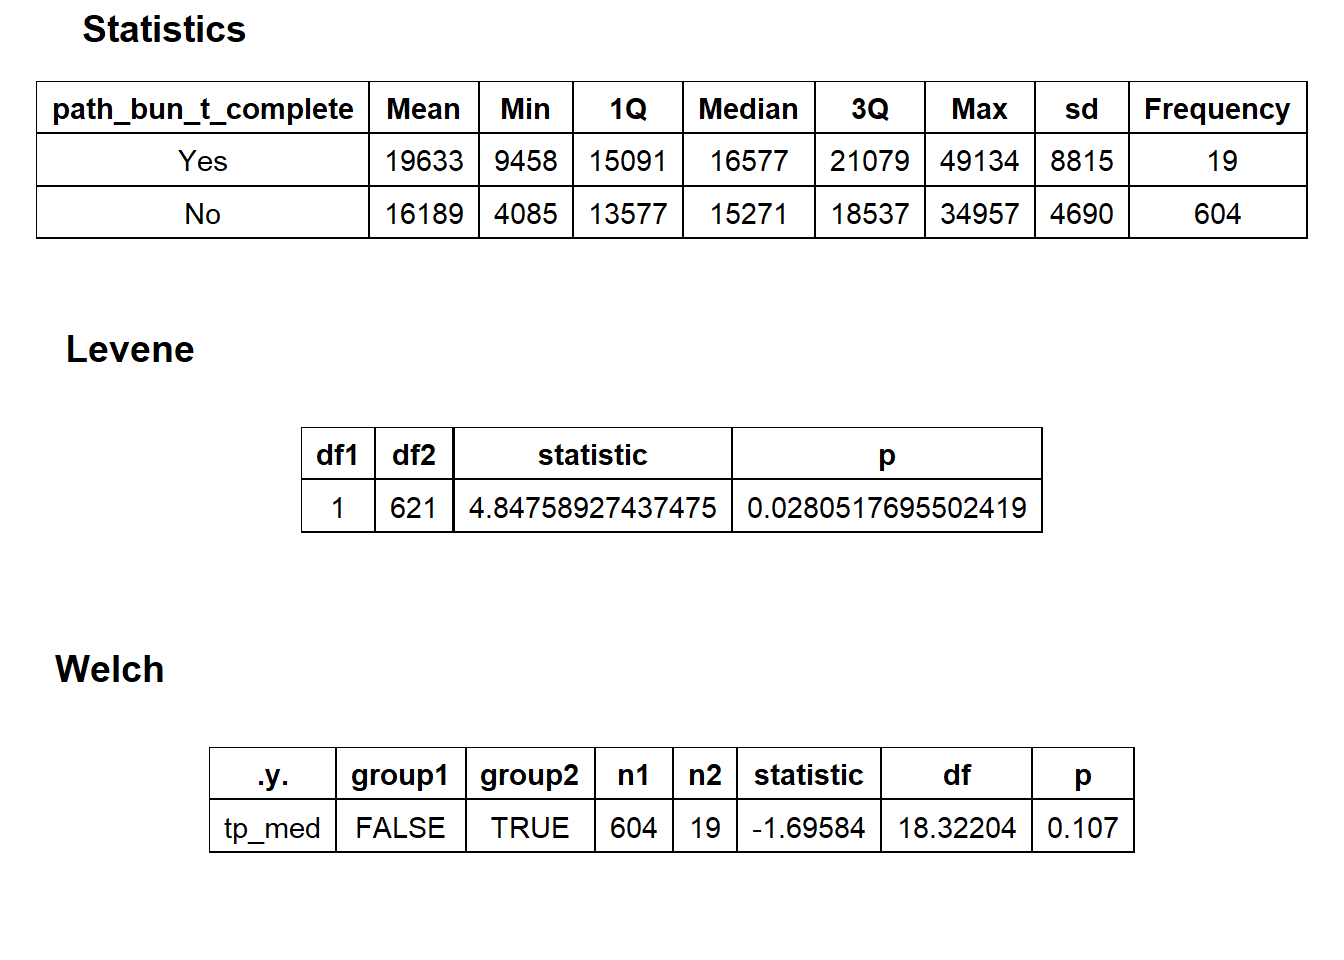 Statistics
path_bun_t_complete Mean Min 1Q Median 3Q Max sd Frequency
Yes 19633 9458 15091 16577 21079 49134 8815 19
No 16189 4085 13577 15271 18537 34957 4690 604
Levene
df1 df2 statistic p
1 621 4.84758927437475 0.0280517695502419
Welch
.y. group1 group2 n1 n2 statistic df p
tp_med FALSE TRUE 604 19 -1.69584 18.32204 0.107